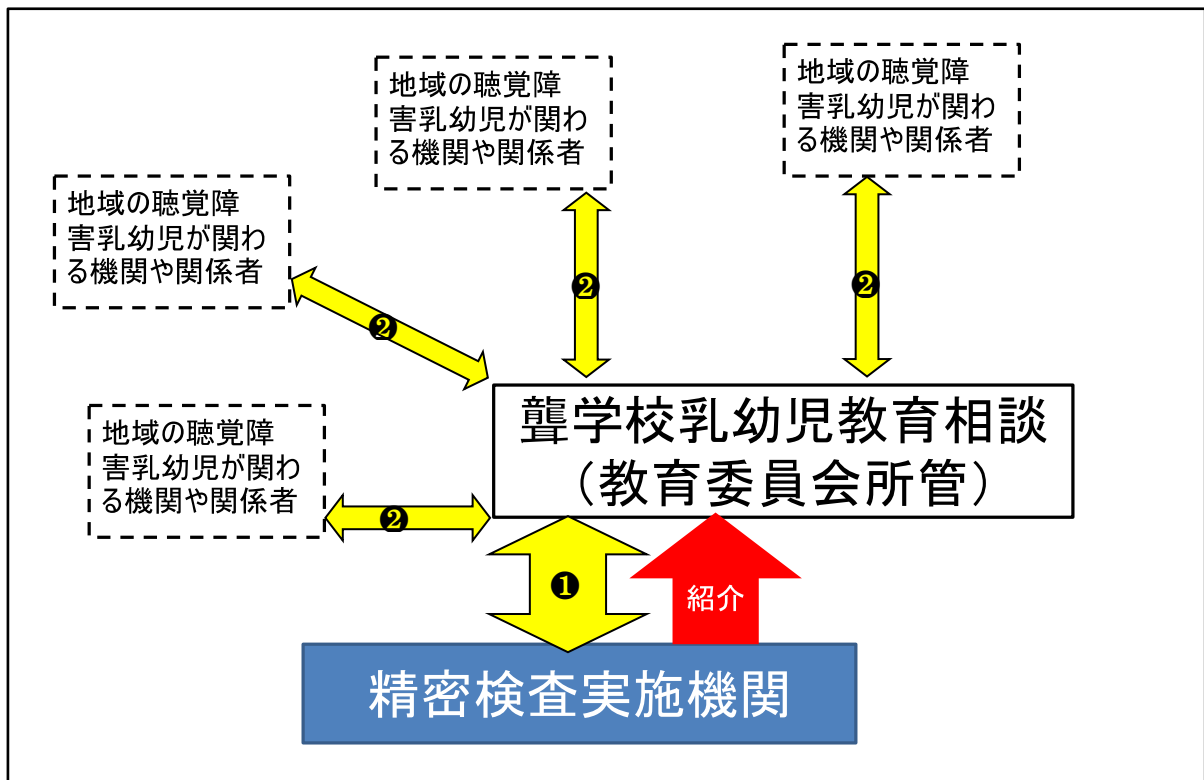 地域の聴覚障
害乳幼児が関わ
る機関や関係者
地域の聴覚障
害乳幼児が関わ
る機関や関係者
地域の聴覚障
害乳幼児が関わ
る機関や関係者
地域の聴覚障
害乳幼児が関わ
る機関や関係者
❷
❷
❷
❷
聾学校乳幼児教育相談
（教育委員会所管）
❶
紹介
精密検査実施機関